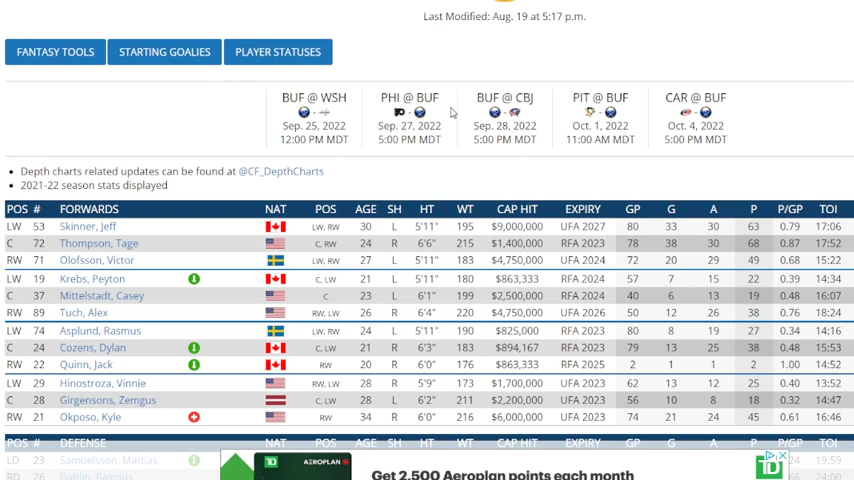 Last Modified: Aug. 19 at 5:17 p.m.
FANTASY TOOLS STARTING GOALIES PLAYER STATUSES
BUF @ WSH PHI @ BUF BUF @ CBJ PIT @ BUF CAR @ BUF
Sep. 25, 2022 Sep. 27, 2022 Sep. 28, 2022 Oct. 1, 2022 Oct. 4, 2022
12:00 PM MDT 5:00 PM MDT 5:00 PM MDT 11:00 AM MDT 5:00 PM MDT
• Depth charts related updates can be found at @CF_DepthCharts
• 2021-22 season stats displayed
POS # FORWARDS NAT POS AGE SH HT WT CAP HIT EXPIRY GP G A P P/GP TOI
LW 53 Skinner, Jeff LW, RW 30 L 5'11" 195 $9,000,000 UFA 2027 80 33 30 63 0.79 17:06
C 72 Thompson, Tage C, RW 24 R 6'6" 215 $1,400,000 RFA 2023 78 38 30 68 0.87 17:52
RW 71 Olofsson, Victor LW, RW 27 L 5'11" 183 $4,750,000 UFA 2024 72 20 29 49 0.68 15:22
LW 19 Krebs, Peyton C, LW 21 L 5'11" 180 $863,333 RFA 2024 57 7 15 22 0.39 14:34
C 37 Mittelstadt, Casey C 23 L 6'1" 199 $2,500,000 RFA 2024 40 6 13 19 0.48 16:07
RW 89 Tuch, Alex RW, LW 26 R 6'4" 220 $4,750,000 UFA 2026 50 12 26 38 0.76 18:24
LW 74 Asplund, Rasmus LW, RW 24 L 5'11" 190 $825,000 RFA 2023 80 8 19 27 0.34 14:16
C 24 Cozens, Dylan C, LW 21 R 6'3" 183 $894,167 RFA 2023 79 13 25 38 0.48 15:53
RW 22 Quinn, Jack RW 20 R 6'0" 176 $863,333 RFA 2025 2 1 1 2 1.00 14:52
LW 29 Hinostroza, Vinnie RW, LW 28 R 5'9" 173 $1,700,000 UFA 2023 62 13 12 25 0.40 13:52
C 28 Girgensons, Zemgus C, LW 28 L 6'2" 211 $2,200,000 UFA 2023 56 10 8 18 0.32 14:47
RW 21 Okposo, Kyle RW 34 R 6'0" 216 $6,000,000 UFA 2023 74 21 24 45 0.61 16:46
POS # DEFENSE NAT POS AGE SH HT WT CAP HIT EXPIRY GP G A P P/GP TOI
LD 23 Samuelsson, Mattias 19:59
RD 26 Dahlin, Rasmus 24:00
TD AEROPLAN Get 2,500 Aeroplan points each month TD